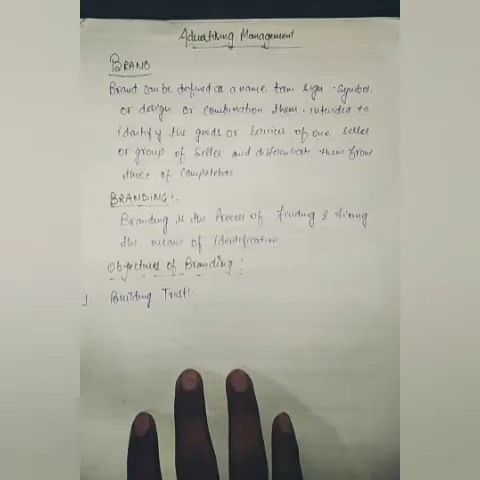 Advertising Management
BRAND
Brand can be defined as a name term sign. Symbol
or design or combination them. intended to
identify the goods or services of one seller
or group of seller and differentiate them from
those of competitors
BRANDING:-
Branding is the Process of finding & fixing
the means of identification
Objectives of Branding :
1 Building Trust:-